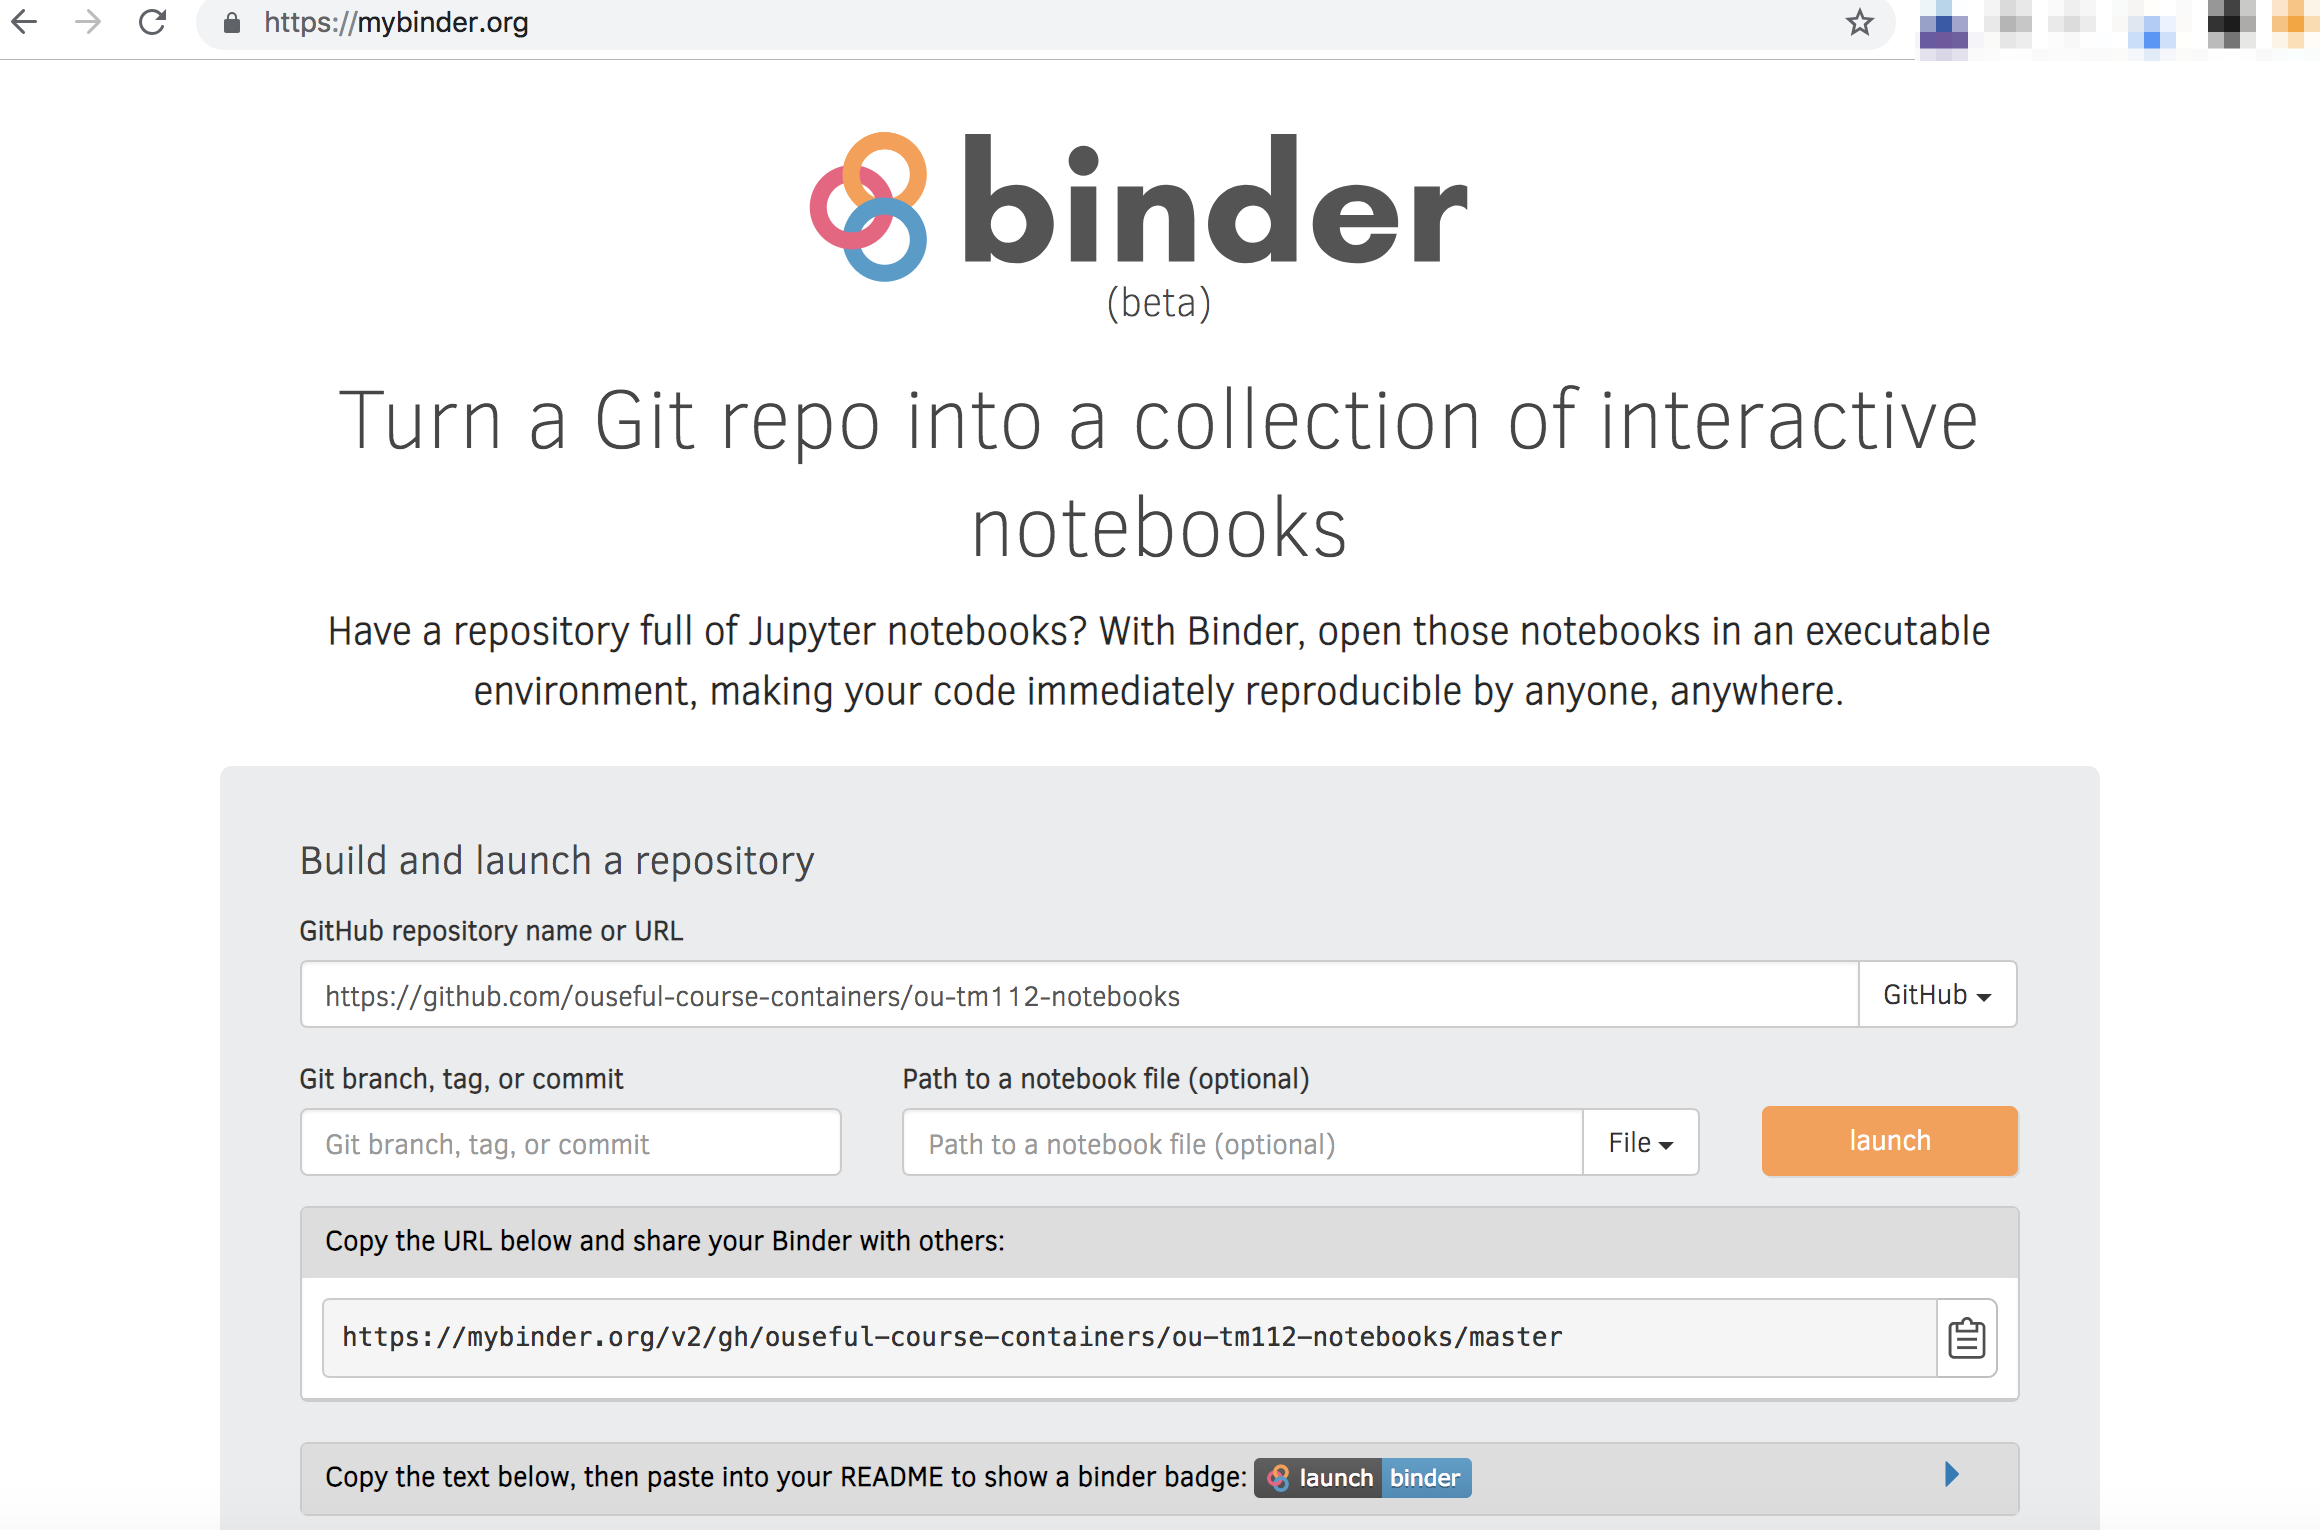 https://mybinder.org
binder
(beta)
Turn a Git repo into a collection of interactive
notebooks
Have a repository full of Jupyter notebooks? With Binder, open those notebooks in an executable
environment, making your code immediately reproducible by anyone, anywhere.
Build and launch a repository
GitHub repository name or URL
https://github.com/ouseful-course-containers/ou-tm112-notebooks GitHub
Git branch, tag, or commit Path to a notebook file (optional)
Git branch, tag, or commit Path to a notebook file (optional) File launch
Copy the URL below and share your Binder with others:
https://mybinder.org/v2/gh/ouseful-course-containers/ou-tm112-notebooks/master
Copy the text below, then paste into your README to show a binder badge: launch binder